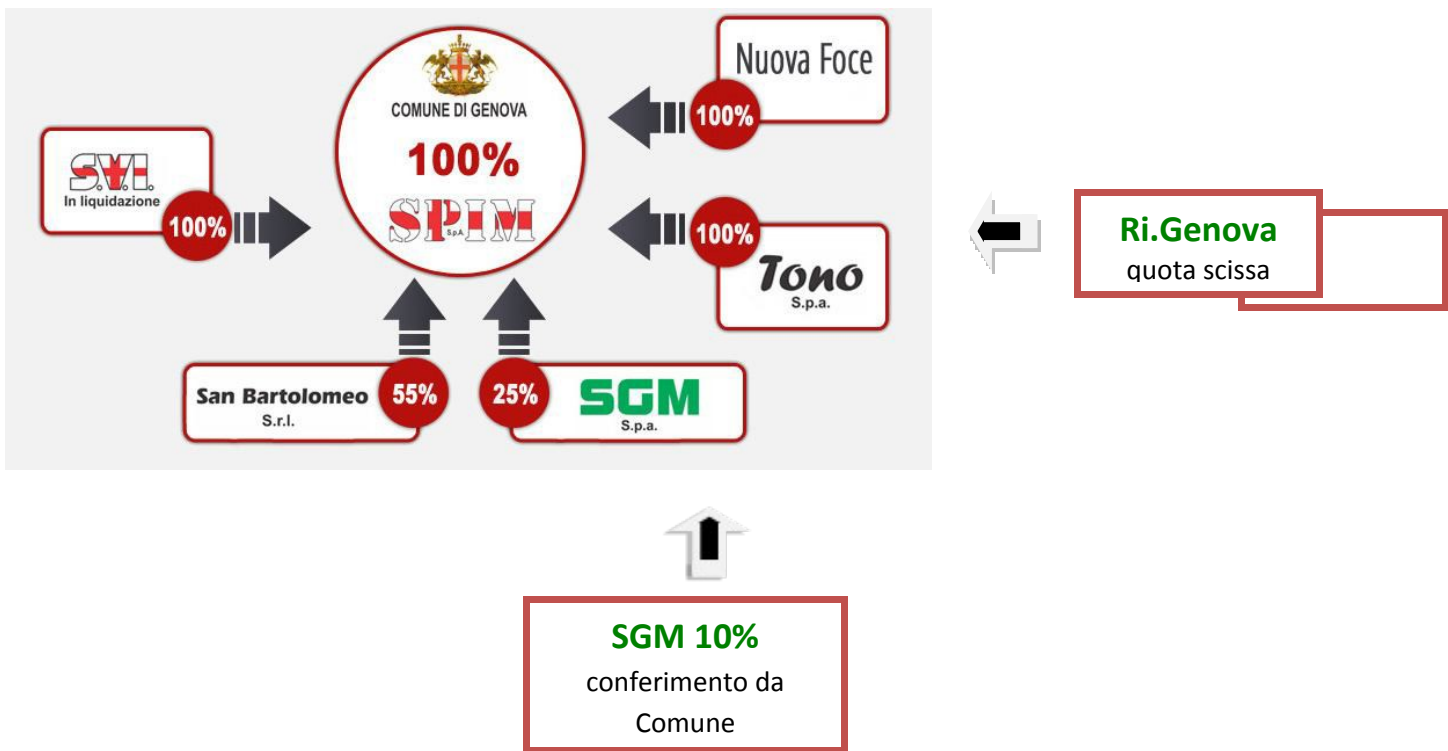 COMUNE DI GENOVA
100%
SPIM
S.p.A
Nuova Foce
100%
S.V.I.
In liquidazione
100%
100%
Tono
S.p.a.
San Bartolomeo
S.r.l.
55%
25%
SGM
S.p.a.
Ri.Genova
quota scissa
SGM 10%
conferimento da
Comune